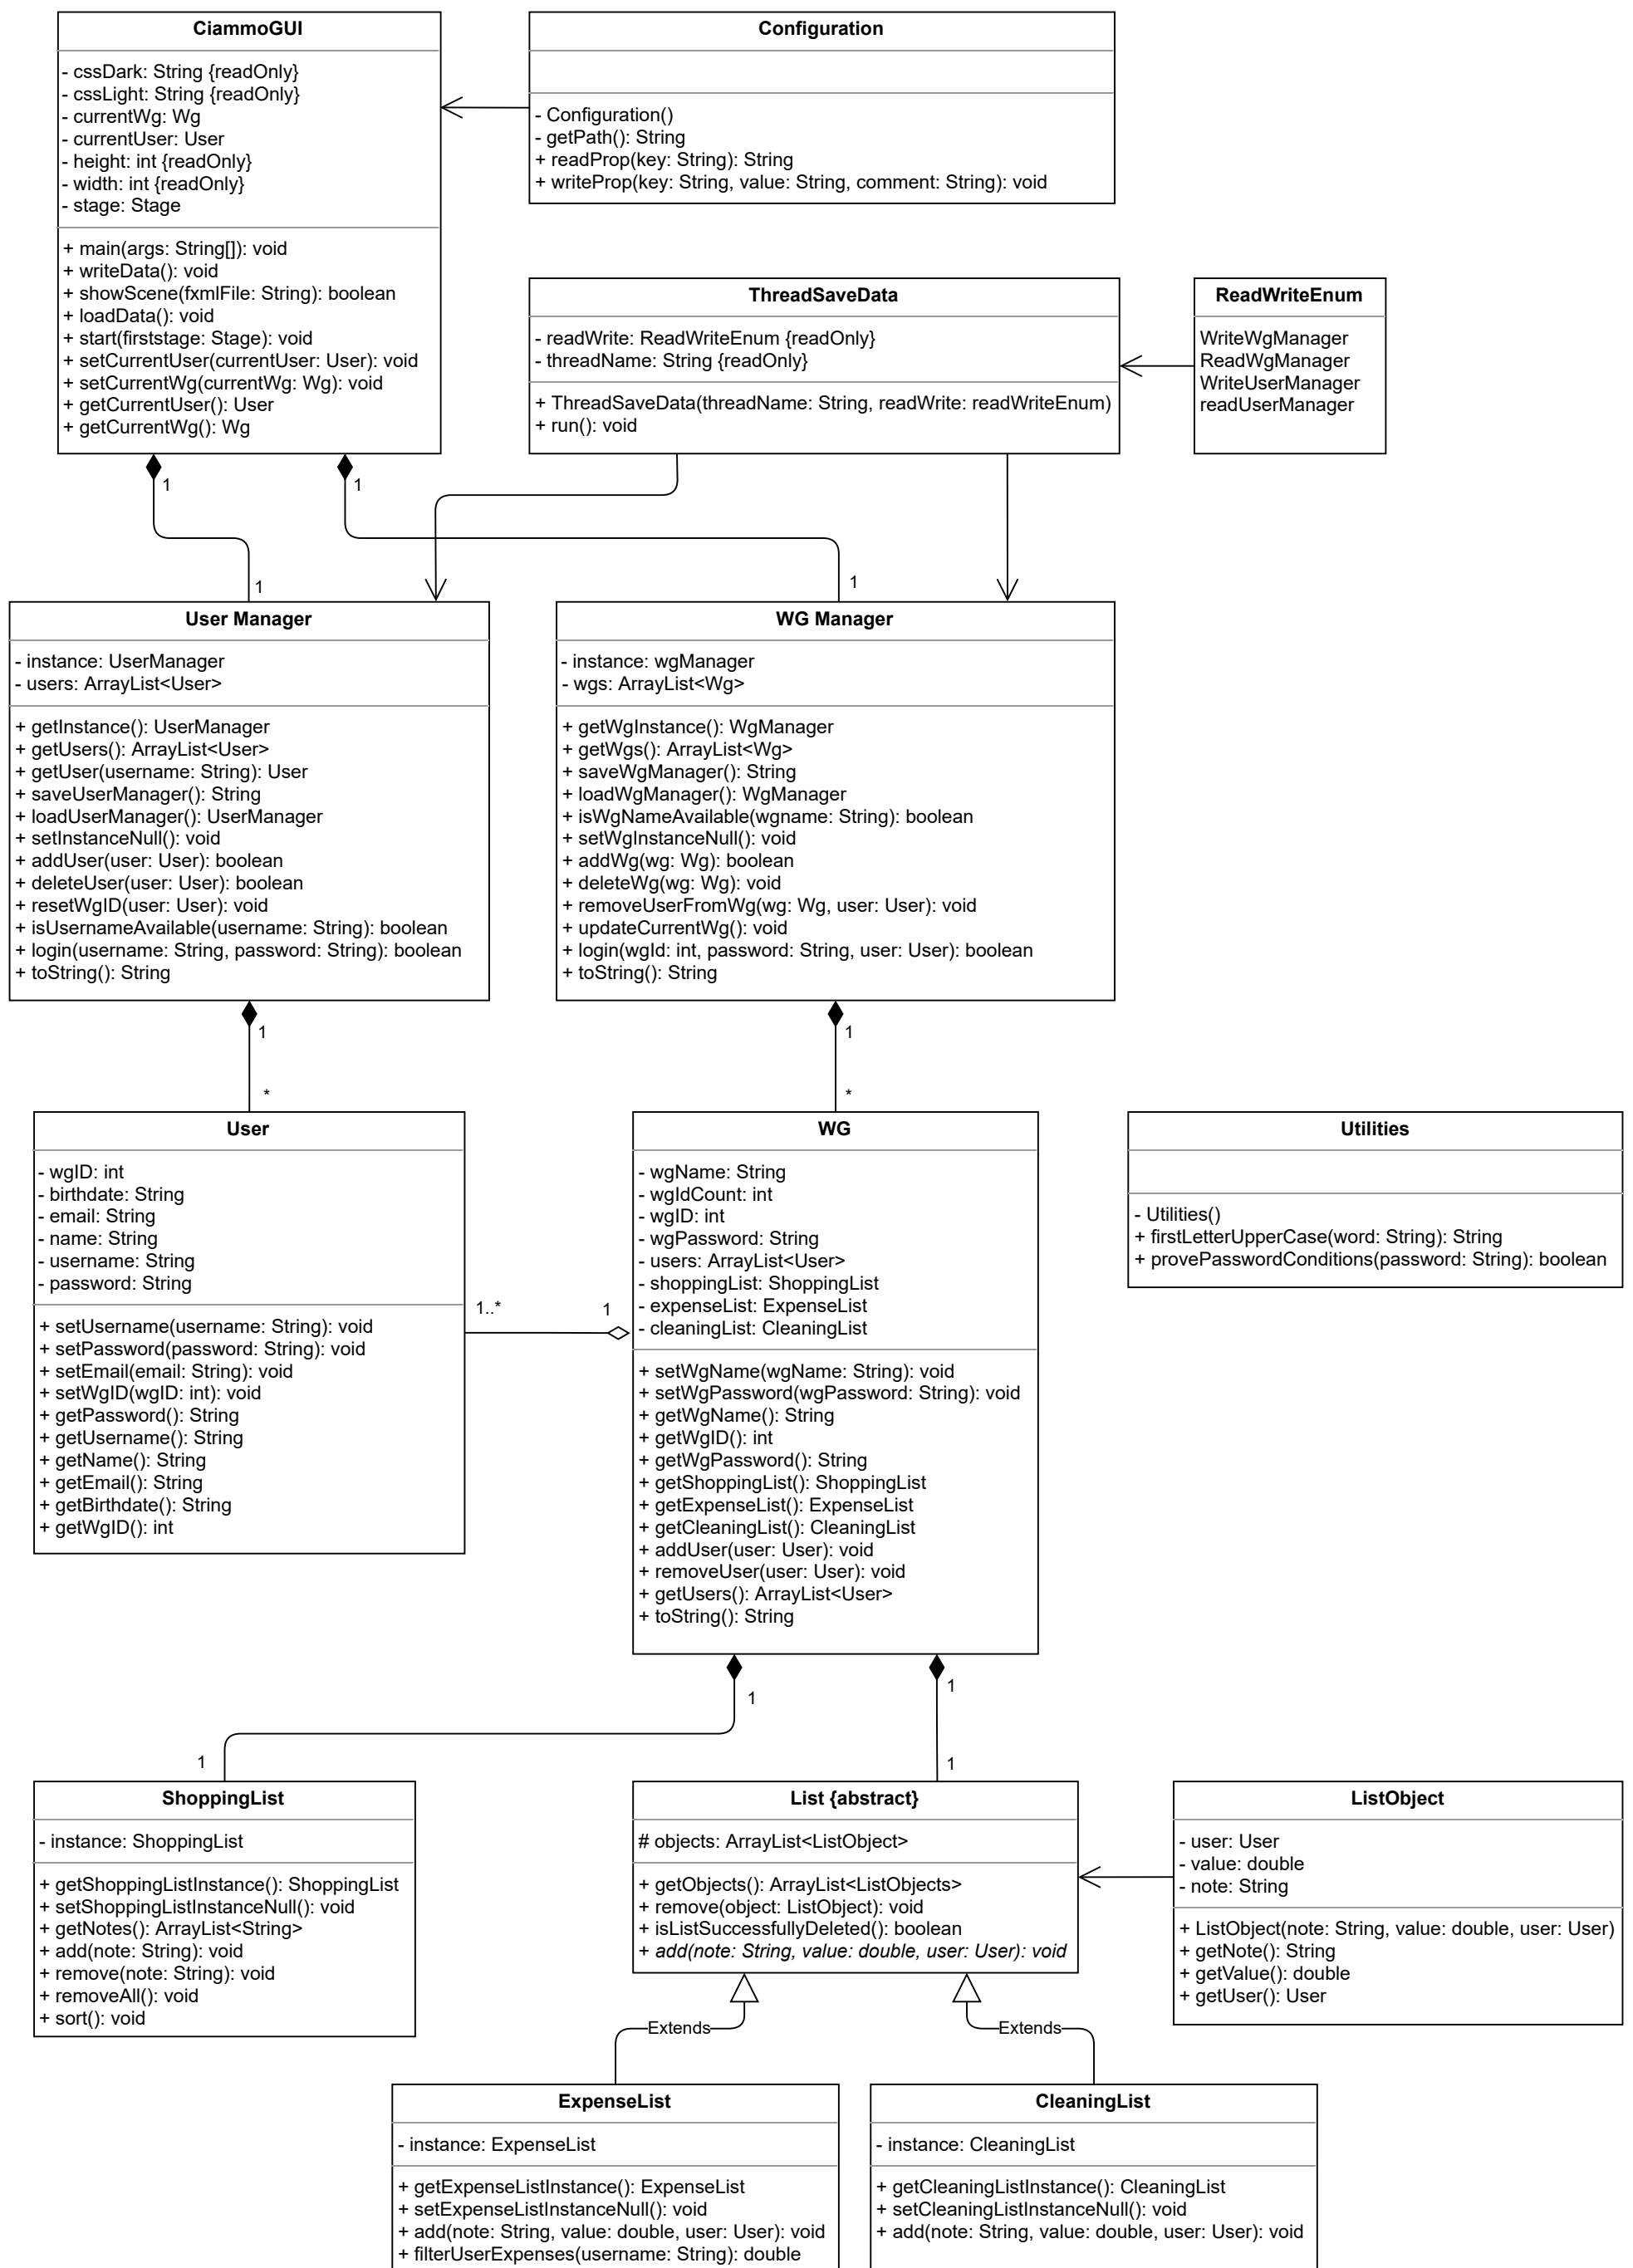 CiammoGUI
- cssDark: String {readOnly}
- cssLight: String {readOnly}
- currentWg: Wg
- currentUser: User
- height: int {readOnly}
- width: int {readOnly}
- stage: Stage
+ main(args: String[]): void
+ writeData(): void
+ showScene(fxmlFile: String): boolean
+ loadData(): void
+ start(firststage: Stage): void
+ setCurrentUser(currentUser: User): void
+ setCurrentWg(currentWg: Wg): void
+ getCurrentUser(): User
+ getCurrentWg(): Wg
Configuration
- Configuration()
- getPath(): String
+ readProp(key: String): String
+ writeProp(key: String, value: String, comment: String): void
ThreadSaveData
- readWrite: ReadWriteEnum {readOnly}
- threadName: String {readOnly}
+ ThreadSaveData(threadName: String, readWrite: readWriteEnum)
+ run(): void
ReadWriteEnum
WriteWgManager
ReadWgManager
WriteUserManager
readUserManager
1
1
1
1
User Manager
- instance: UserManager
- users: ArrayList<User>
+ getInstance(): UserManager
+ getUsers(): ArrayList<User>
+ getUser(username: String): User
+ saveUserManager(): String
+ loadUserManager(): UserManager
+ setInstanceNull(): void
+ addUser(user: User): boolean
+ deleteUser(user: User): boolean
+ resetWgID(user: User): void
+ isUsernameAvailable(username: String): boolean
+ login(username: String, password: String): boolean
+ toString(): String
WG Manager
- instance: wgManager
- wgs: ArrayList<Wg>
+ getWgInstance(): WgManager
+ getWgs(): ArrayList<Wg>
+ saveWgManager(): String
+ loadWgManager(): WgManager
+ isWgNameAvailable(wgname: String): boolean
+ setWgInstanceNull(): void
+ addWg(wg: Wg): boolean
+ deleteWg(wg: Wg): void
+ removeUserFromWg(wg: Wg, user: User): void
+ updateCurrentWg(): void
+ login(wgId: int, password: String, user: User): boolean
+ toString(): String
1
*
1
*
User
- wgID: int
- birthdate: String
- email: String
- name: String
- username: String
- password: String
+ setUsername(username: String): void
+ setPassword(password: String): void
+ setEmail(email: String): void
+ setWgID(wgID: int): void
+ getPassword(): String
+ getUsername(): String
+ getName(): String
+ getEmail(): String
+ getBirthdate(): String
+ getWgID(): int
1..*
1
WG
- wgName: String
- wgIdCount: int
- wgID: int
- wgPassword: String
- users: ArrayList<User>
- shoppingList: ShoppingList
- expenseList: ExpenseList
- cleaningList: CleaningList
+ setWgName(wgName: String): void
+ setWgPassword(wgPassword: String): void
+ getWgName(): String
+ getWgID(): int
+ getWgPassword(): String
+ getShoppingList(): ShoppingList
+ getExpenseList(): ExpenseList
+ getCleaningList(): CleaningList
+ addUser(user: User): void
+ removeUser(user: User): void
+ getUsers(): ArrayList<User>
+ toString(): String
Utilities
- Utilities()
+ firstLetterUpperCase(word: String): String
+ provePasswordConditions(password: String): boolean
1
1
1
1
ShoppingList
- instance: ShoppingList
+ getShoppingListInstance(): ShoppingList
+ setShoppingListInstanceNull(): void
+ getNotes(): ArrayList<String>
+ add(note: String): void
+ remove(note: String): void
+ removeAll(): void
+ sort(): void
List {abstract}
# objects: ArrayList<ListObject>
+ getObjects(): ArrayList<ListObjects>
+ remove(object: ListObject): void
+ isListSuccessfullyDeleted(): boolean
+ add(note: String, value: double, user: User): void
ListObject
- user: User
- value: double
- note: String
+ ListObject(note: String, value: double, user: User)
+ getNote(): String
+ getValue(): double
+ getUser(): User
Extends
Extends
ExpenseList
- instance: ExpenseList
+ getExpenseListInstance(): ExpenseList
+ setExpenseListInstanceNull(): void
+ add(note: String, value: double, user: User): void
+ filterUserExpenses(username: String): double
CleaningList
- instance: CleaningList
+ getCleaningListInstance(): CleaningList
+ setCleaningListInstanceNull(): void
+ add(note: String, value: double, user: User): void